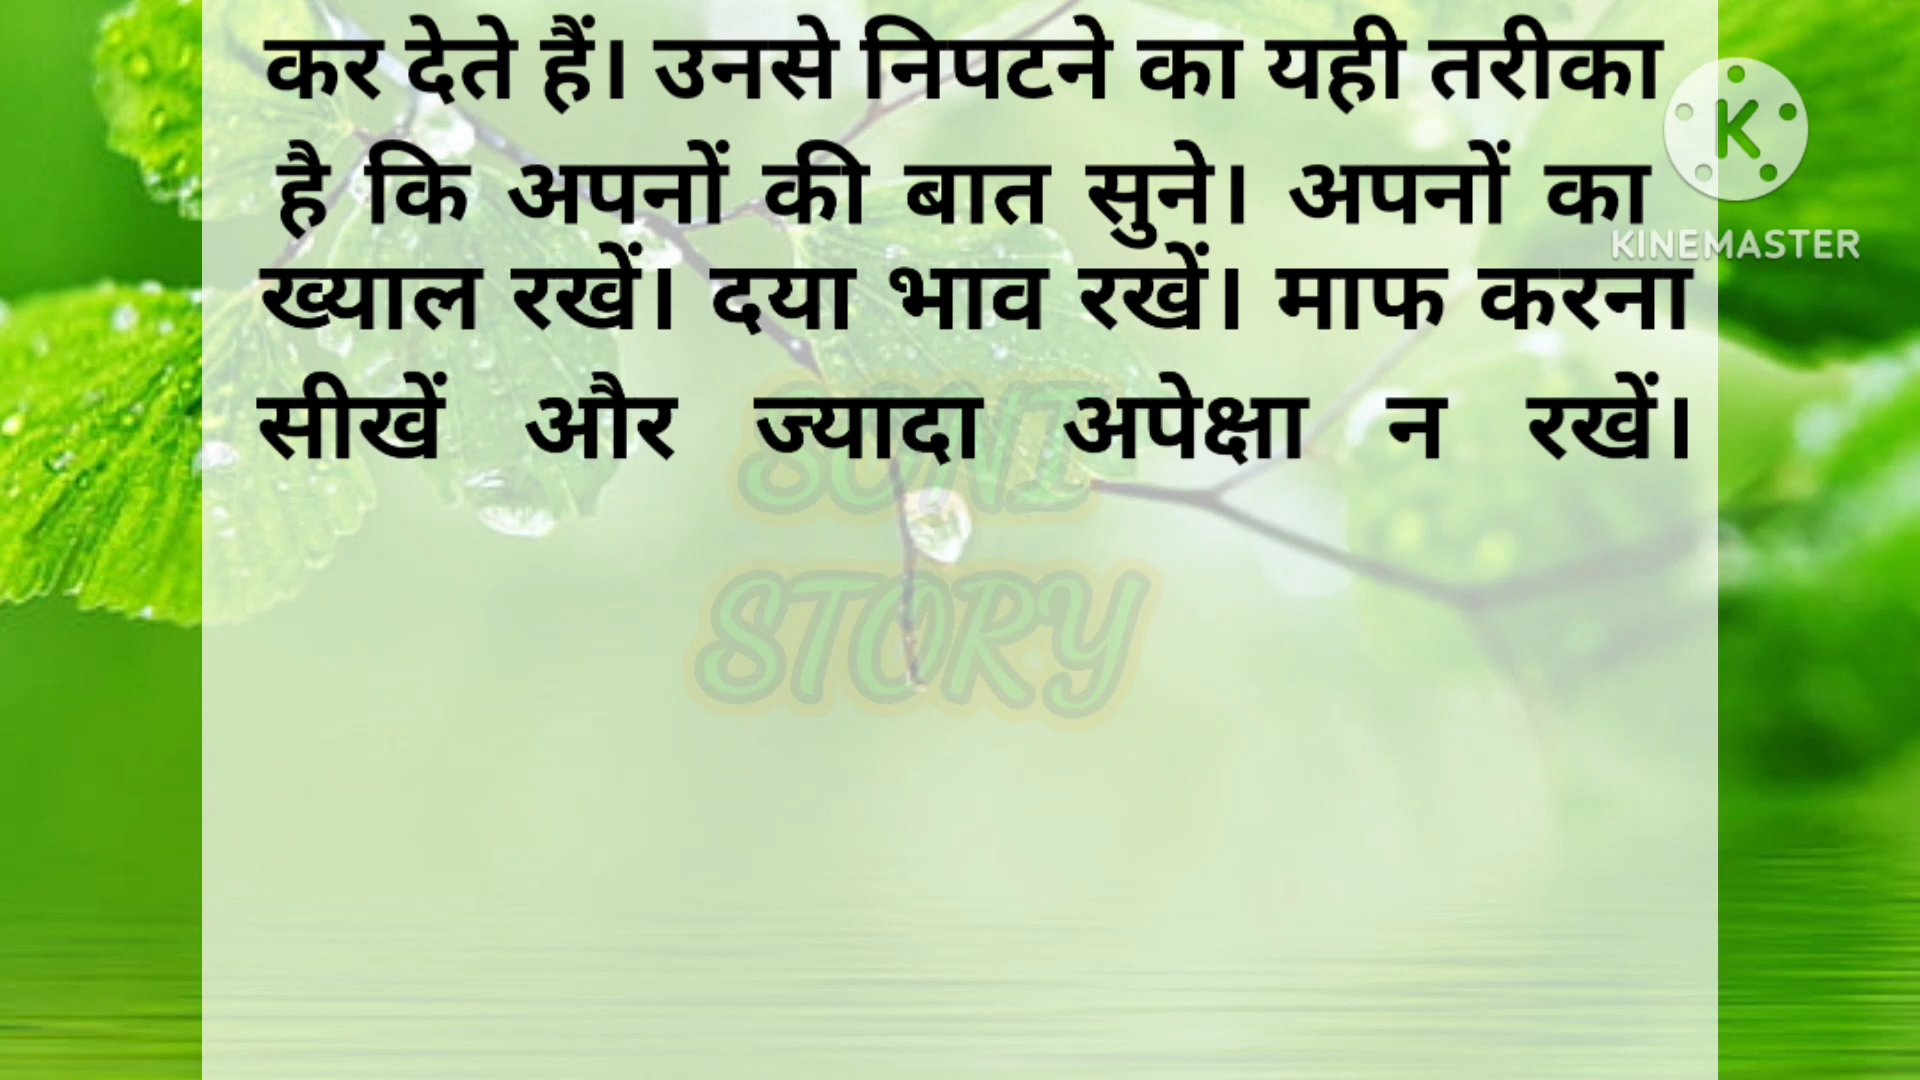 कर देते हैं। उनसे निपटने का यही तरीका
है कि अपनों की बात सुने। अपनों का
ख्याल रखें। दया भाव रखें। माफ करना
सीखें और ज्यादा अपेक्षा न रखें।
K
KINEMASTER
SONI
STORY